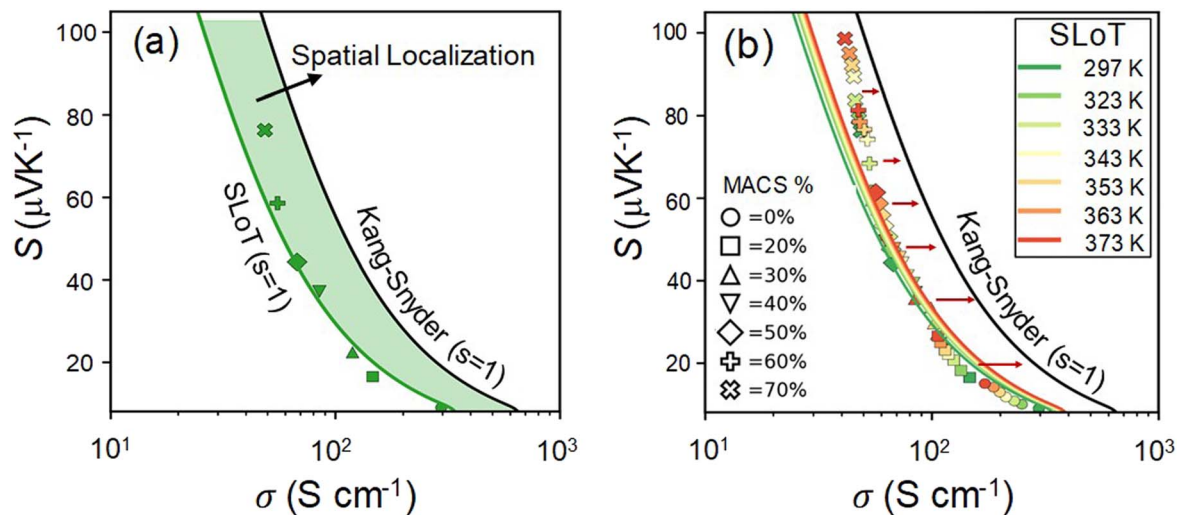 (a)
Spatial Localization
SLoT (s=1)
Kang-Snyder (s=1)
100
80
60
40
20
S (μVK⁻¹)
10¹
10²
10³
σ (S cm⁻¹)
(b)
SLoT
297 K
323 K
333 K
343 K
353 K
363 K
373 K
MACS %
=0%
=20%
=30%
=40%
=50%
=60%
=70%
Kang-Snyder (s=1)
100
80
60
40
20
S (μVK⁻¹)
10¹
10²
10³
σ (S cm⁻¹)